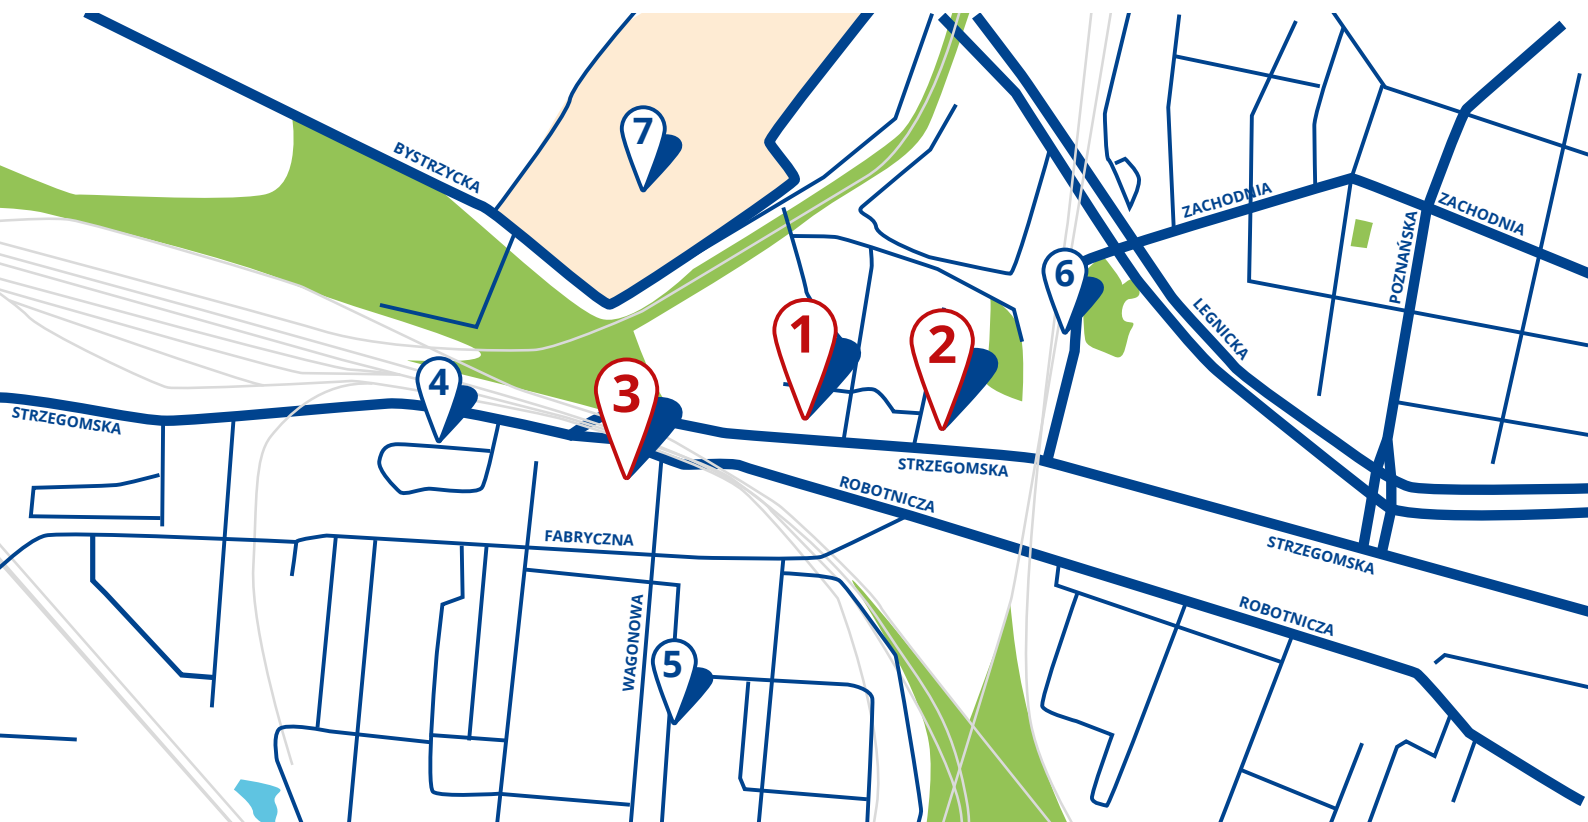 7
BYSTRZYCKA
ZACHODNIA
ZACHODNIA
POZNAŃSKA
6
LEGNICKA
1
2
4
3
STRZEGOMSKA
STRZEGOMSKA
ROBOTNICZA
FABRYCZNA
STRZEGOMSKA
ROBOTNICZA
WAGONOWA
5